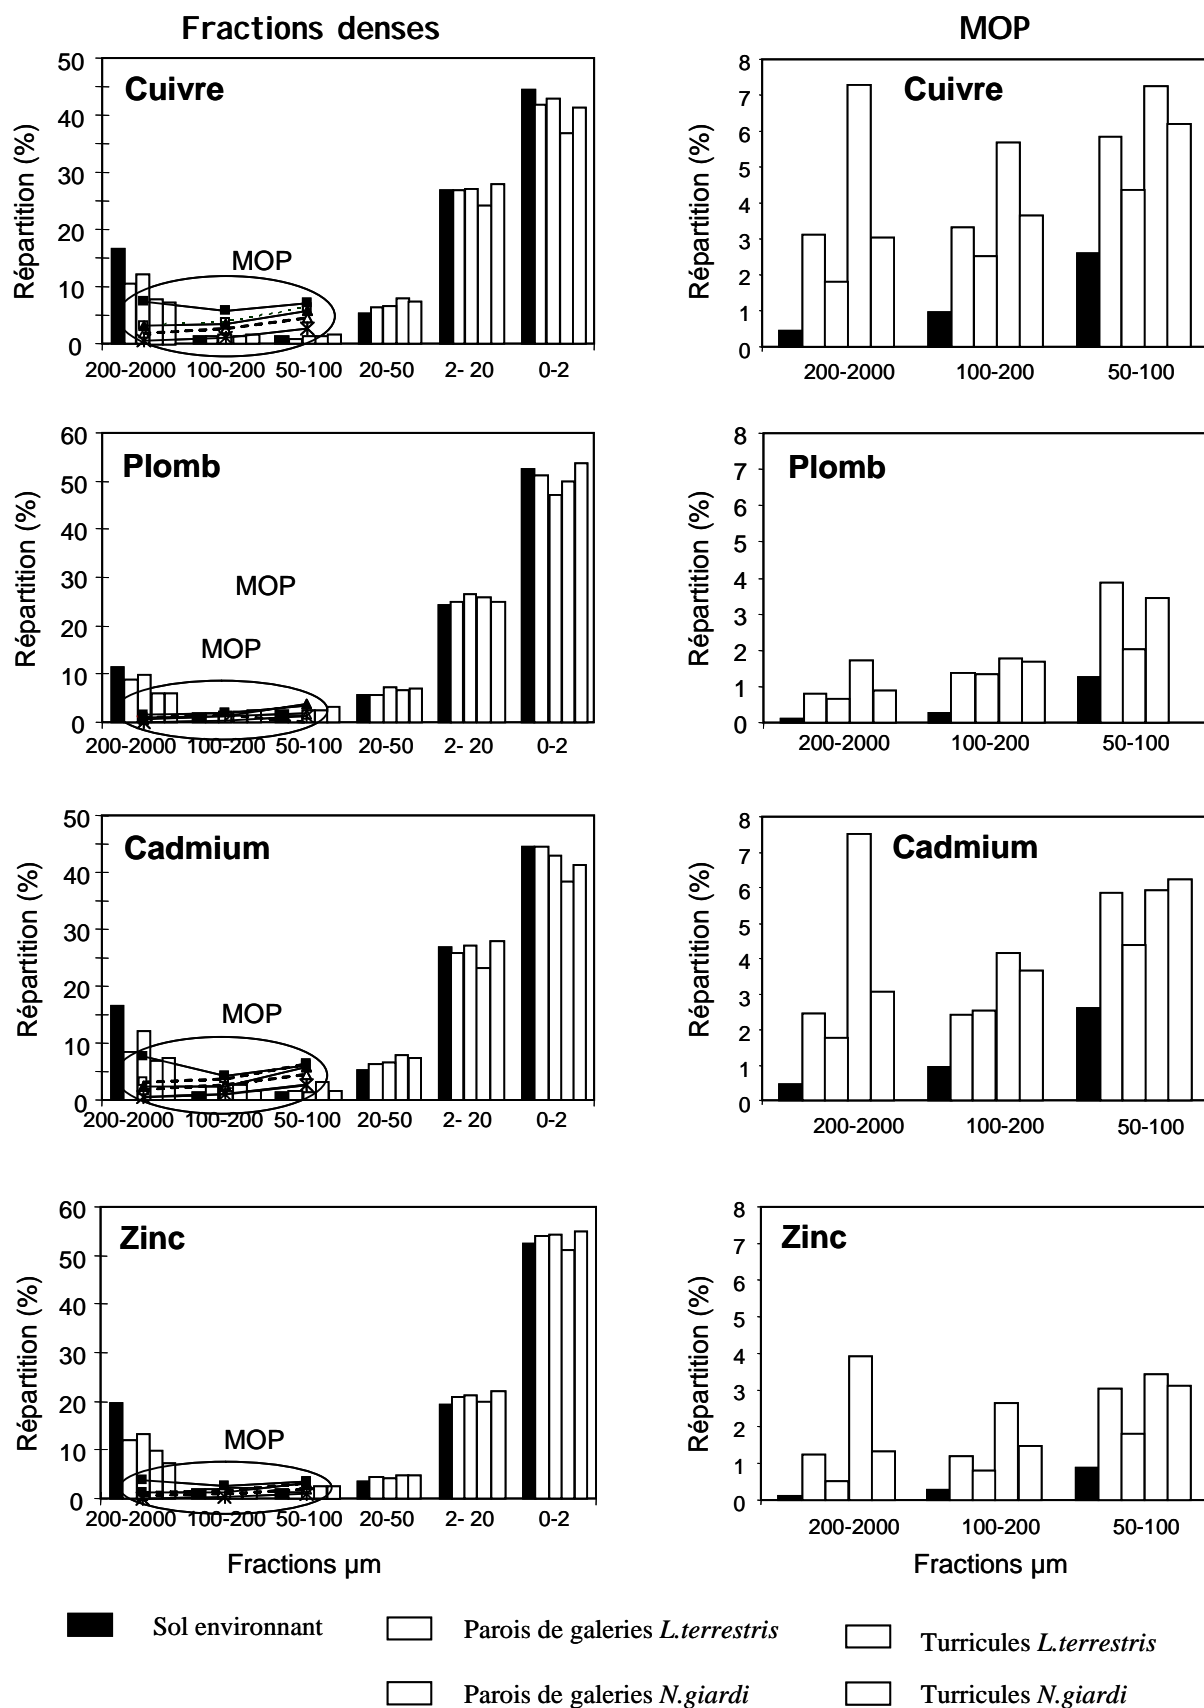 Fractions denses
MOP
Répartition (%)
50
40
30
20
10
0
Cuivre
MOP
200-2000 100-200 50-100 20-50 2- 20 0-2
Répartition (%)
8
7
6
5
4
3
2
1
0
Cuivre
200-2000 100-200 50-100
Répartition (%)
60
50
40
30
20
10
0
Plomb
MOP
MOP
200-2000 100-200 50-100 20-50 2- 20 0-2
Répartition (%)
8
7
6
5
4
3
2
1
0
Plomb
200-2000 100-200 50-100
Répartition (%)
50
40
30
20
10
0
Cadmium
MOP
200-2000 100-200 50-100 20-50 2- 20 0-2
Répartition (%)
8
7
6
5
4
3
2
1
0
Cadmium
200-2000 100-200 50-100
Répartition (%)
60
50
40
30
20
10
0
Zinc
MOP
200-2000 100-200 50-100 20-50 2- 20 0-2
Fractions µm
Répartition (%)
8
7
6
5
4
3
2
1
0
Zinc
200-2000 100-200 50-100
Fractions µm
Sol environnant
Parois de galeries L.terrestris
Turricules L.terrestris
Parois de galeries N.giardi
Turricules N.giardi